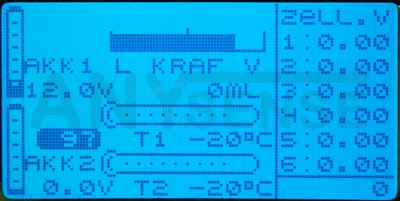 AKK1 L KRAF V
12.0V 0mL
T1 -20°C
AKK2
0.0V T2 -20°C
ZELL.V
1:0.00
2:0.00
3:0.00
4:0.00
5:0.00
6:0.00
0
ANYSENSE